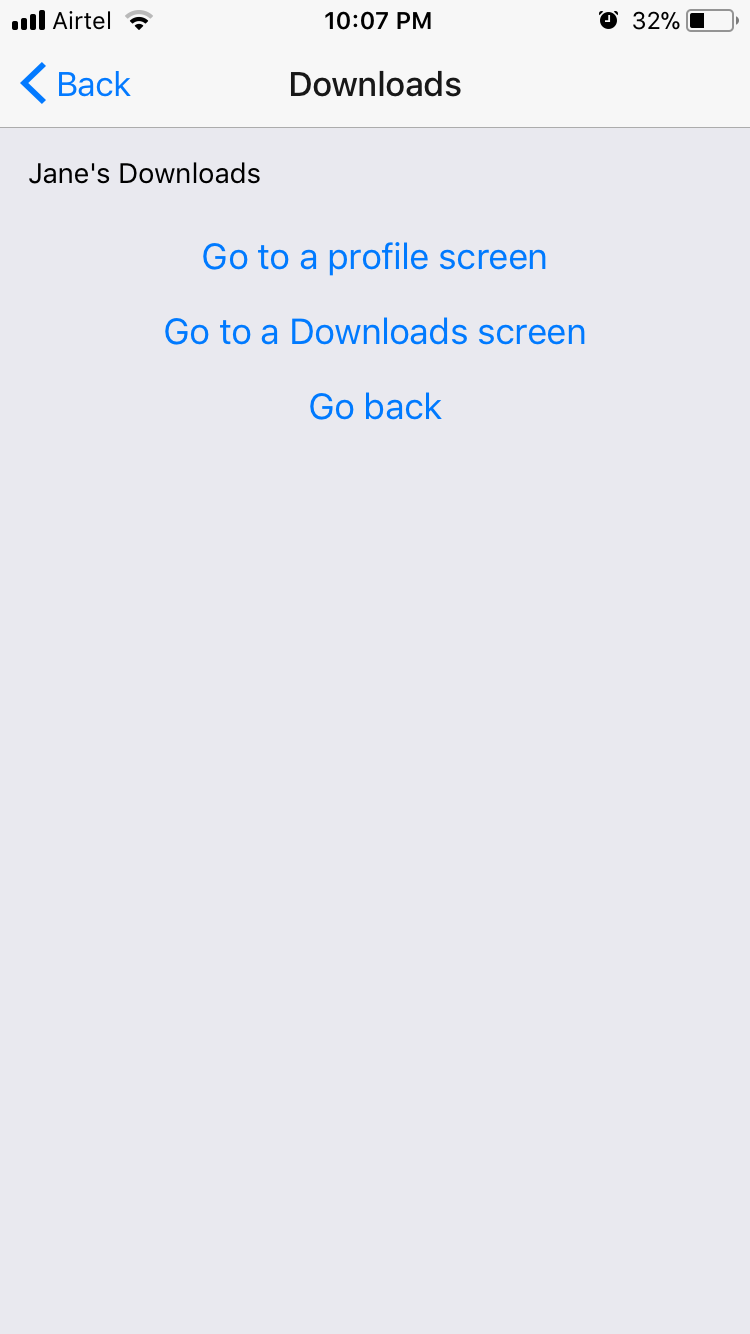 Airtel 10:07 PM 32%
Back Downloads
Jane's Downloads
Go to a profile screen
Go to a Downloads screen
Go back